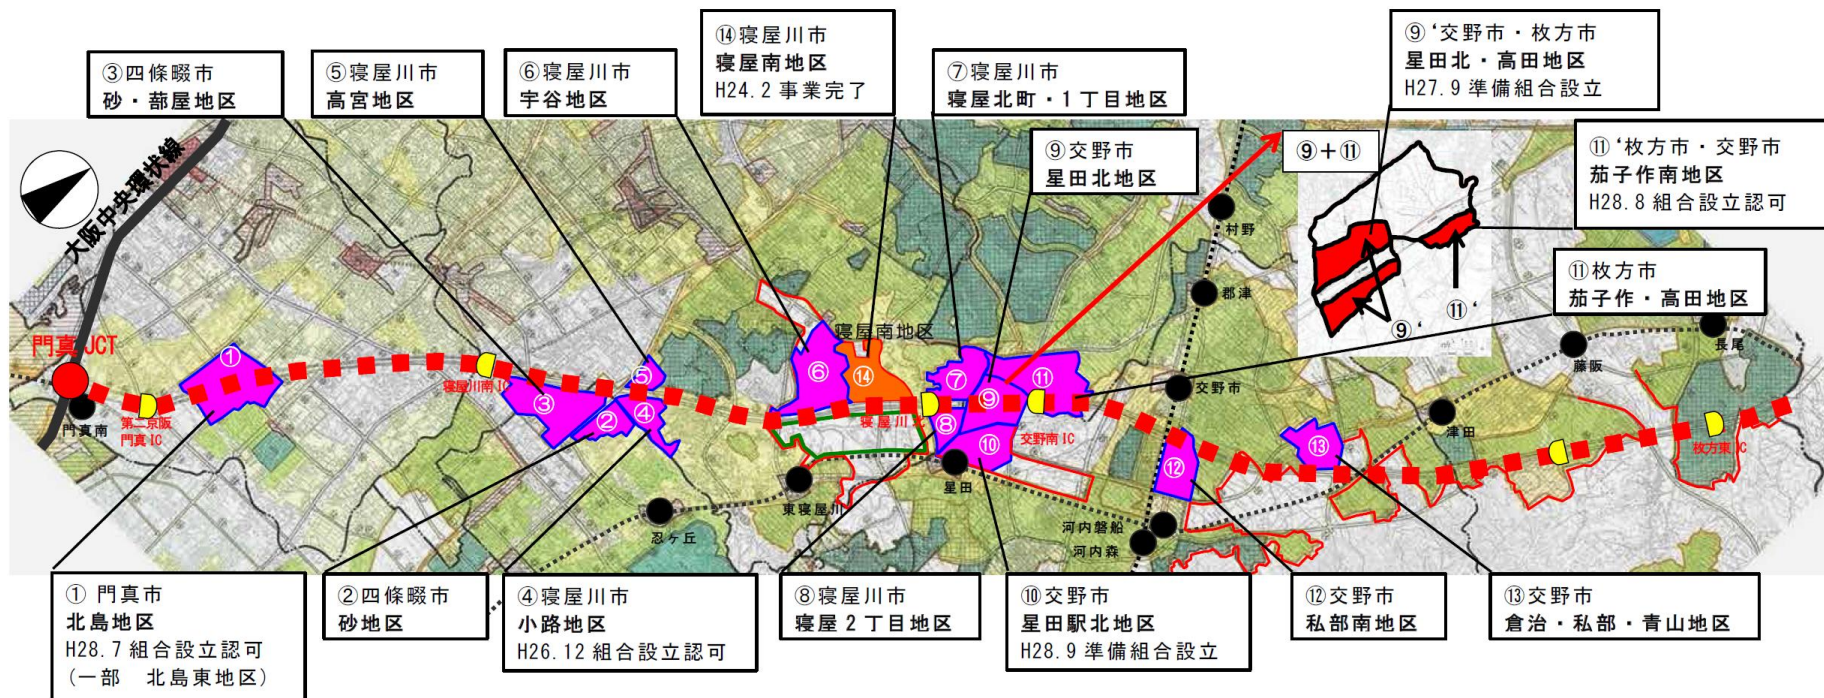 ③四條畷市
砂・蔀屋地区
⑤寝屋川市
高宮地区
⑥寝屋川市
宇谷地区
⑭寝屋川市
寝屋南地区
H24.2 事業完了
⑦寝屋川市
寝屋北町・1丁目地区
⑨交野市
星田北地区
⑨‘交野市・枚方市
星田北・高田地区
H27.9 準備組合設立
⑪‘枚方市・交野市
茄子作南地区
H28.8 組合設立認可
⑪枚方市
茄子作・高田地区
⑨+⑪
⑨‘
⑪‘
大阪中央環状線
門真JCT
門真南
第二京阪
門真IC
①
寝屋川南IC
③
②
⑤
④
忍ヶ丘
寝屋南地区
⑥
⑭
東寝屋川
寝屋川北
⑦
⑧
⑨
⑩
⑪
星田
交野南IC
村野
郡津
交野市
河内磐船
河内森
⑫
⑬
津田
藤阪
長尾
枚方東IC
① 門真市
北島地区
H28.7 組合設立認可
(一部 北島東地区)
②四條畷市
砂地区
④寝屋川市
小路地区
H26.12 組合設立認可
⑧寝屋川市
寝屋2丁目地区
⑩交野市
星田駅北地区
H28.9 準備組合設立
⑫交野市
私部南地区
⑬交野市
倉治・私部・青山地区